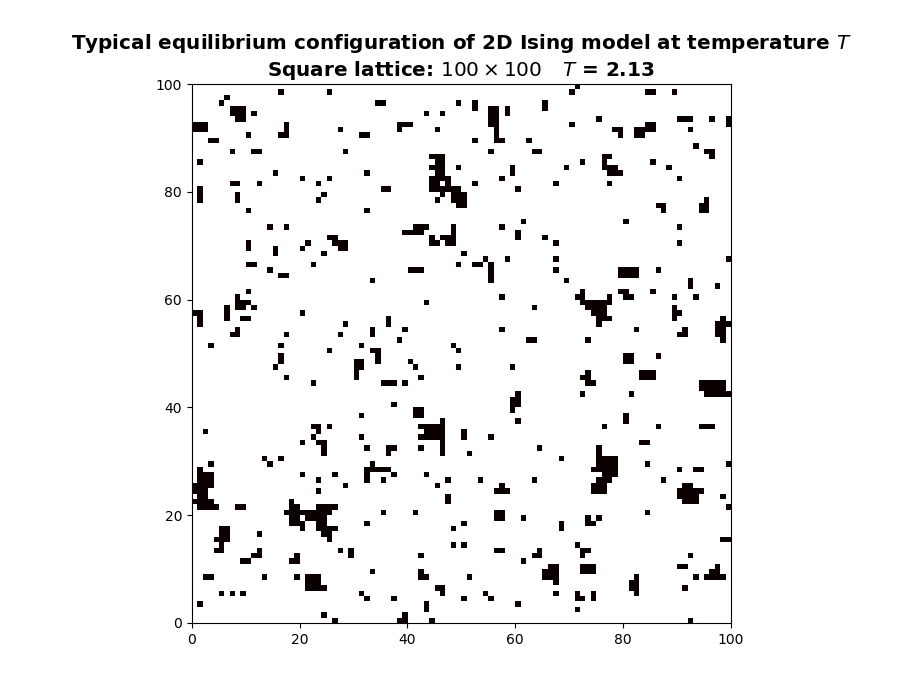 Typical equilibrium configuration of 2D Ising model at temperature T
Square lattice: 100 × 100 T = 2.13
100
80
60
40
20
0
0 20 40 60 80 100